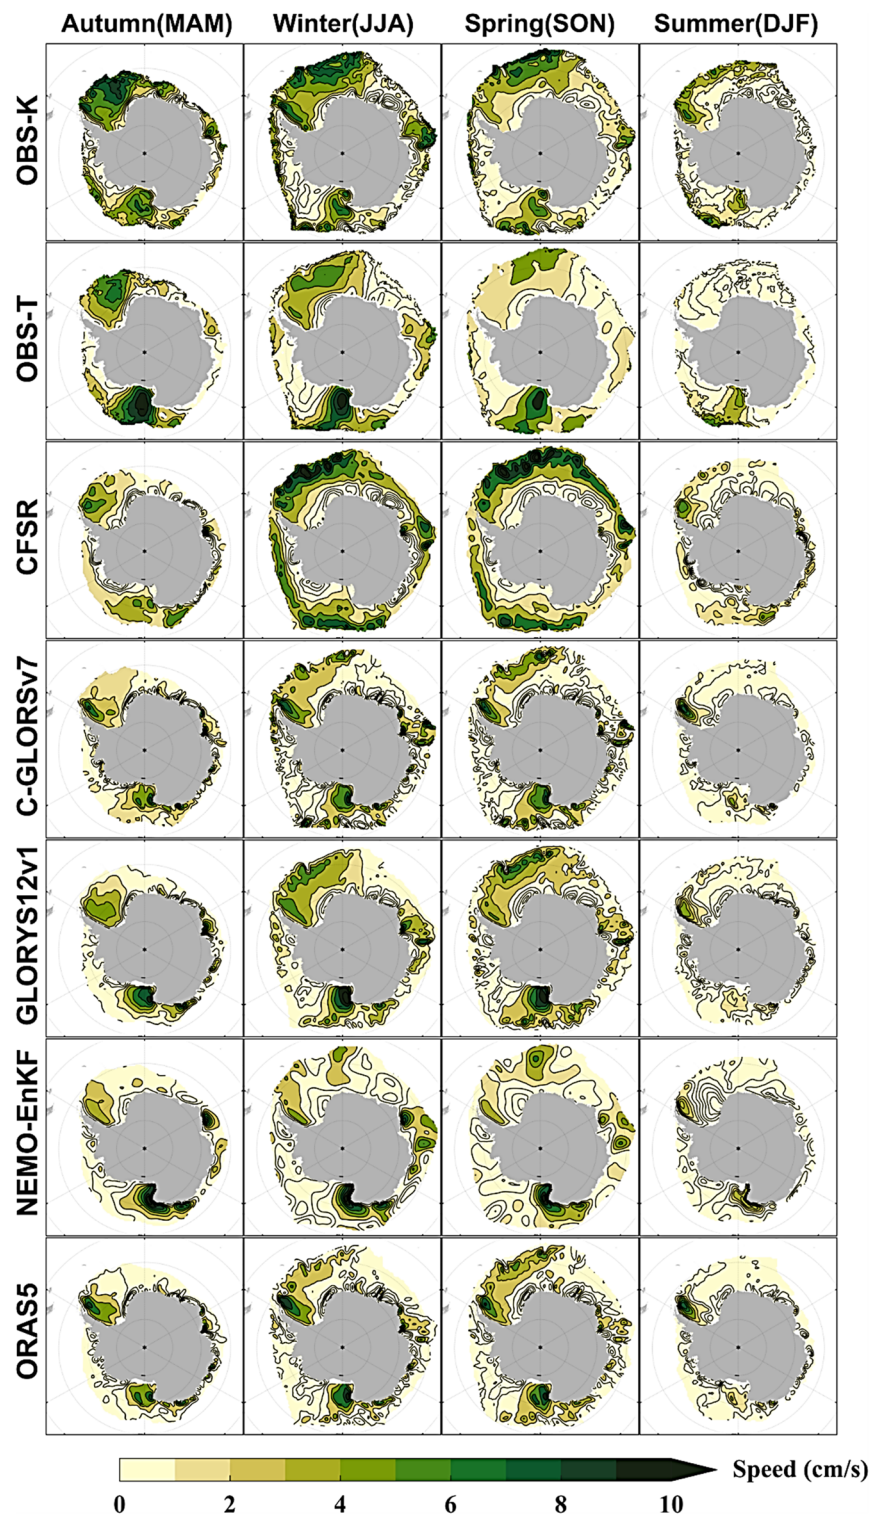 Autumn(MAM) Winter(JJA) Spring(SON) Summer(DJF)
OBS-K
OBS-T
CFSR
C-GLORSv7
GLORYS12v1
NEMO-EnKF
ORAS5
Speed (cm/s)
0 2 4 6 8 10